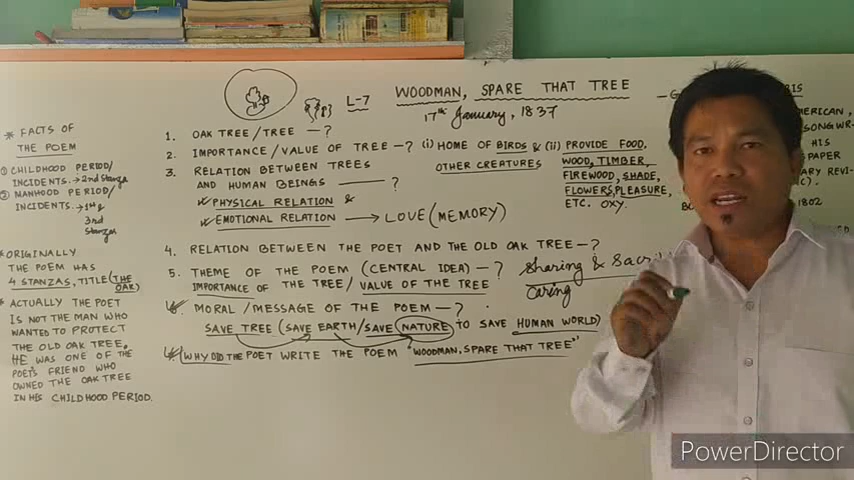 L-7 WOODMAN, SPARE THAT TREE
17th January, 1837
* FACTS OF
THE POEM
① CHILDHOOD PERIOD/
INCIDENTS. → 2nd Stanza
② MANHOOD PERIOD/
INCIDENTS. → 1st &
3rd
Stanzas
* ORIGINALLY
THE POEM HAS
4 STANZAS, TITLE (THE
OAK)
* ACTUALLY THE POET
IS NOT THE MAN WHO
WANTED TO PROTECT
THE OLD OAK TREE.
HE WAS ONE OF THE
POET'S FRIEND WHO
OWNED THE OAK TREE
IN HIS CHILDHOOD PERIOD.
1. OAK TREE/TREE —?
2. IMPORTANCE/VALUE OF TREE —? (i) HOME OF BIRDS & (ii) PROVIDE FOOD,
OTHER CREATURES WOOD, TIMBER,
FIREWOOD, SHADE,
FLOWERS, PLEASURE,
ETC. OXY.
3. RELATION BETWEEN TREES
AND HUMAN BEINGS —?
PHYSICAL RELATION &
EMOTIONAL RELATION → LOVE (MEMORY)
4. RELATION BETWEEN THE POET AND THE OLD OAK TREE —?
5. THEME OF THE POEM (CENTRAL IDEA) —? Sharing &
IMPORTANCE OF THE TREE/VALUE OF THE TREE Caring
6. MORAL/MESSAGE OF THE POEM —?
SAVE TREE (SAVE EARTH/SAVE NATURE TO SAVE HUMAN WORLD)
WHY DID THE POET WRITE THE POEM "WOODMAN, SPARE THAT TREE"
HIS
PAPER
1802
PowerDirector